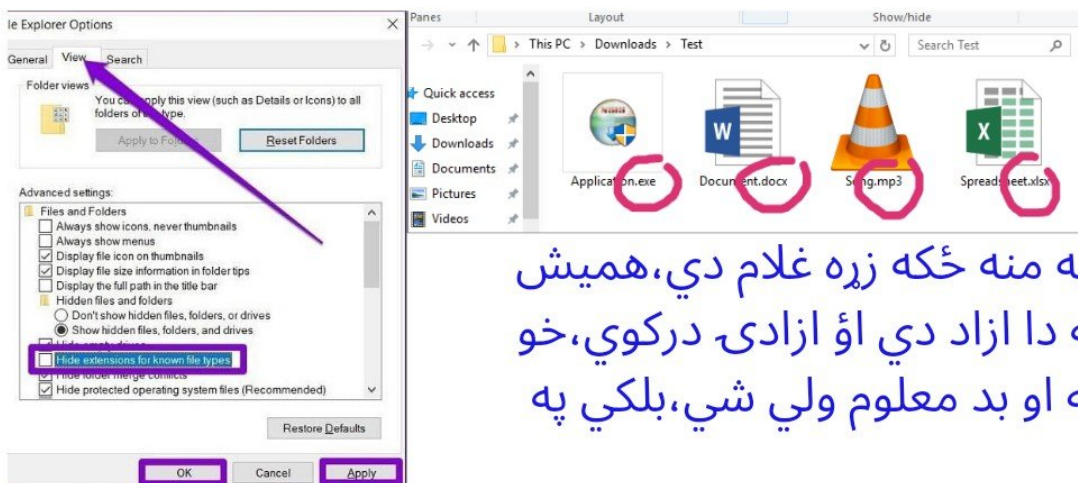 le Explorer Options
General View Search
Folder views
You can apply this view (such as Details or Icons) to all
folders of this type.
Apply to Folders Reset Folders
Advanced settings:
Files and Folders
Always show icons, never thumbnails
Always show menus
Display file icon on thumbnails
Display file size information in folder tips
Display the full path in the title bar
Hidden files and folders
Don't show hidden files, folders, or drives
Show hidden files, folders, and drives
Hide empty drives
Hide extensions for known file types
Hide folder merge conflicts
Hide protected operating system files (Recommended)
Restore Defaults
OK Cancel Apply
Panes Layout Show/hide
This PC > Downloads > Test Search Test
Quick access
Desktop
Downloads
Documents
Pictures
Videos
Application.exe Document.docx Song.mp3 Spreadsheet.xlsx
منه ځکه زړه غلام دي،همیش
دا ازاد دي اؤ ازادۍ درکوي،خو
او بد معلوم ولي شي،بلکي په